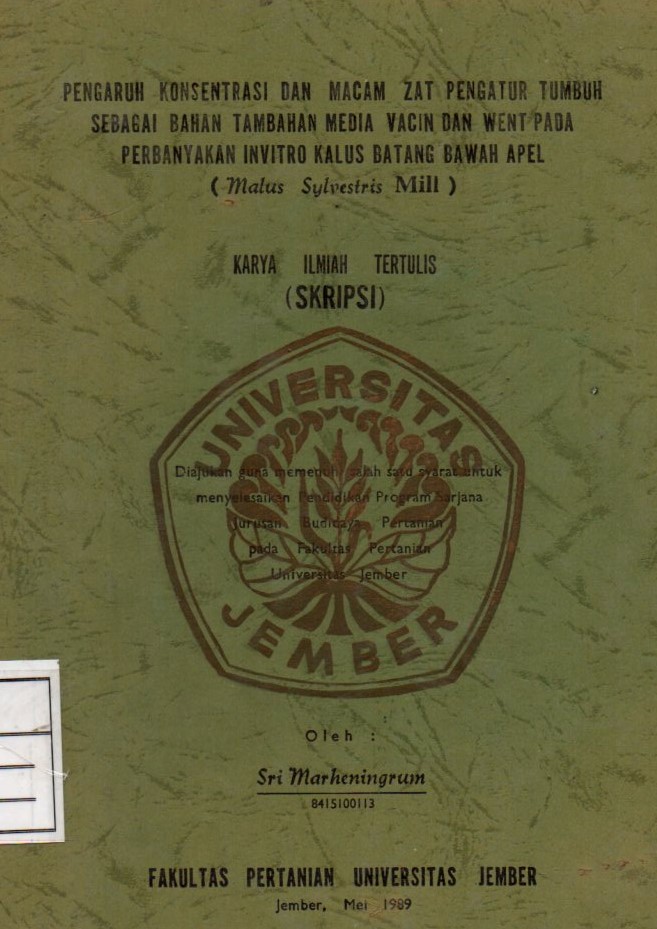 PENGARUH KONSENTRASI DAN MACAM ZAT PENGATUR TUMBUH
SEBAGAI BAHAN TAMBAHAN MEDIA VACIN DAN WENT PADA
PERBANYAKAN INVITRO KALUS BATANG BAWAH APEL
( Malus Sylvestris Mill )
KARYA ILMIAH TERTULIS
(SKRIPSI)
UNIVERSITAS
Diajukan guna memenuhi salah satu syarat untuk
menyelesaikan Pendidikan Program Sarjana
Jurusan Budidaya Pertanian
pada Fakultas Pertanian
Universitas Jember
JEMBER
Oleh :
Sri Marheningrum
8415100113
FAKULTAS PERTANIAN UNIVERSITAS JEMBER
Jember, Mei 1989